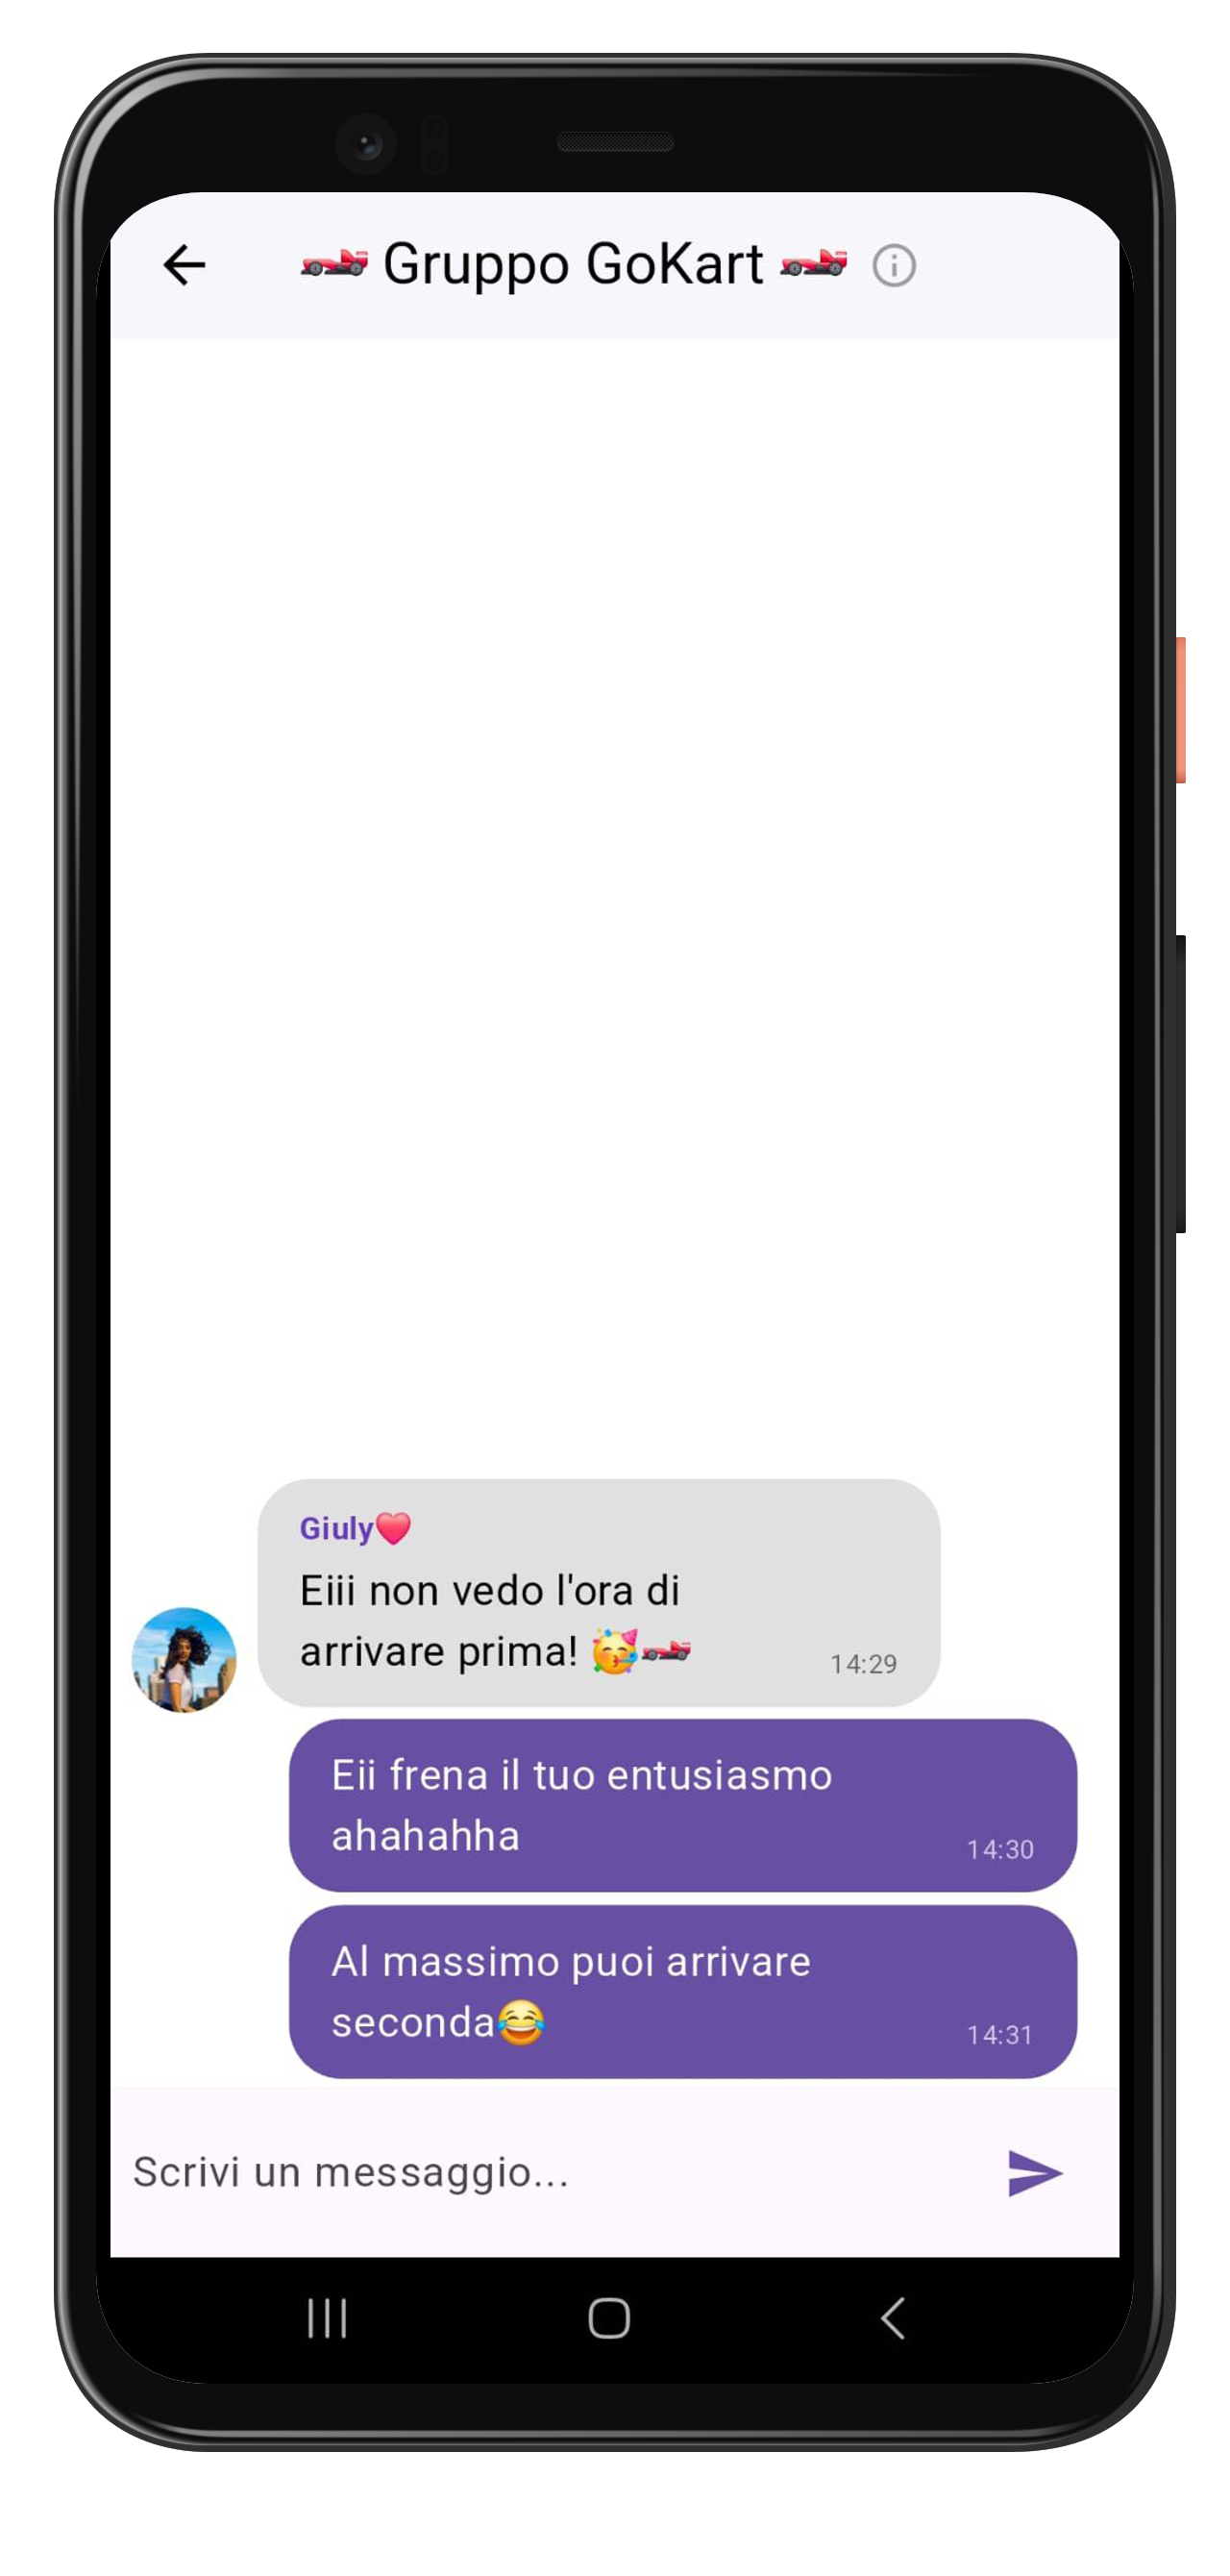 🏎️ Gruppo GoKart 🏎️
Giuly❤️
Eiii non vedo l'ora di
arrivare prima! 🥳🏎️
14:29
Eii frena il tuo entusiasmo
ahahahha
14:30
Al massimo puoi arrivare
seconda😂
14:31
Scrivi un messaggio...